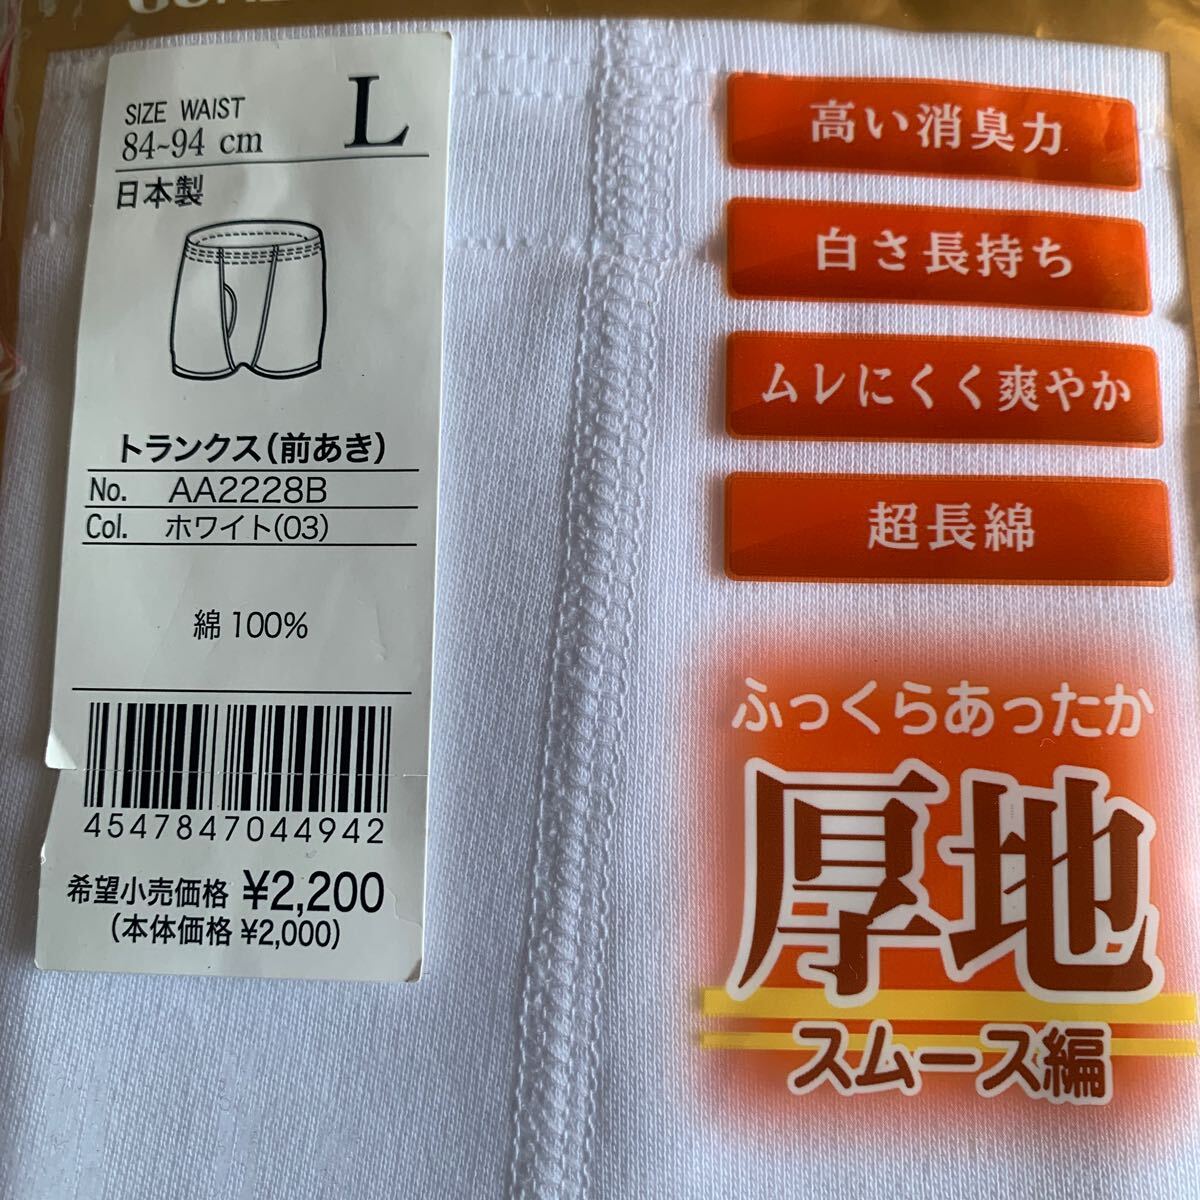 SIZE WAIST
84~94 cm
L
日本製
トランクス(前あき)
No. AA2228B
Col. ホワイト(03)
綿 100%
4547847044942
希望小売価格 ¥2,200
(本体価格 ¥2,000)
高い消臭力
白さ長持ち
ムレにくく爽やか
超長綿
ふっくらあったか
厚地
スムース編